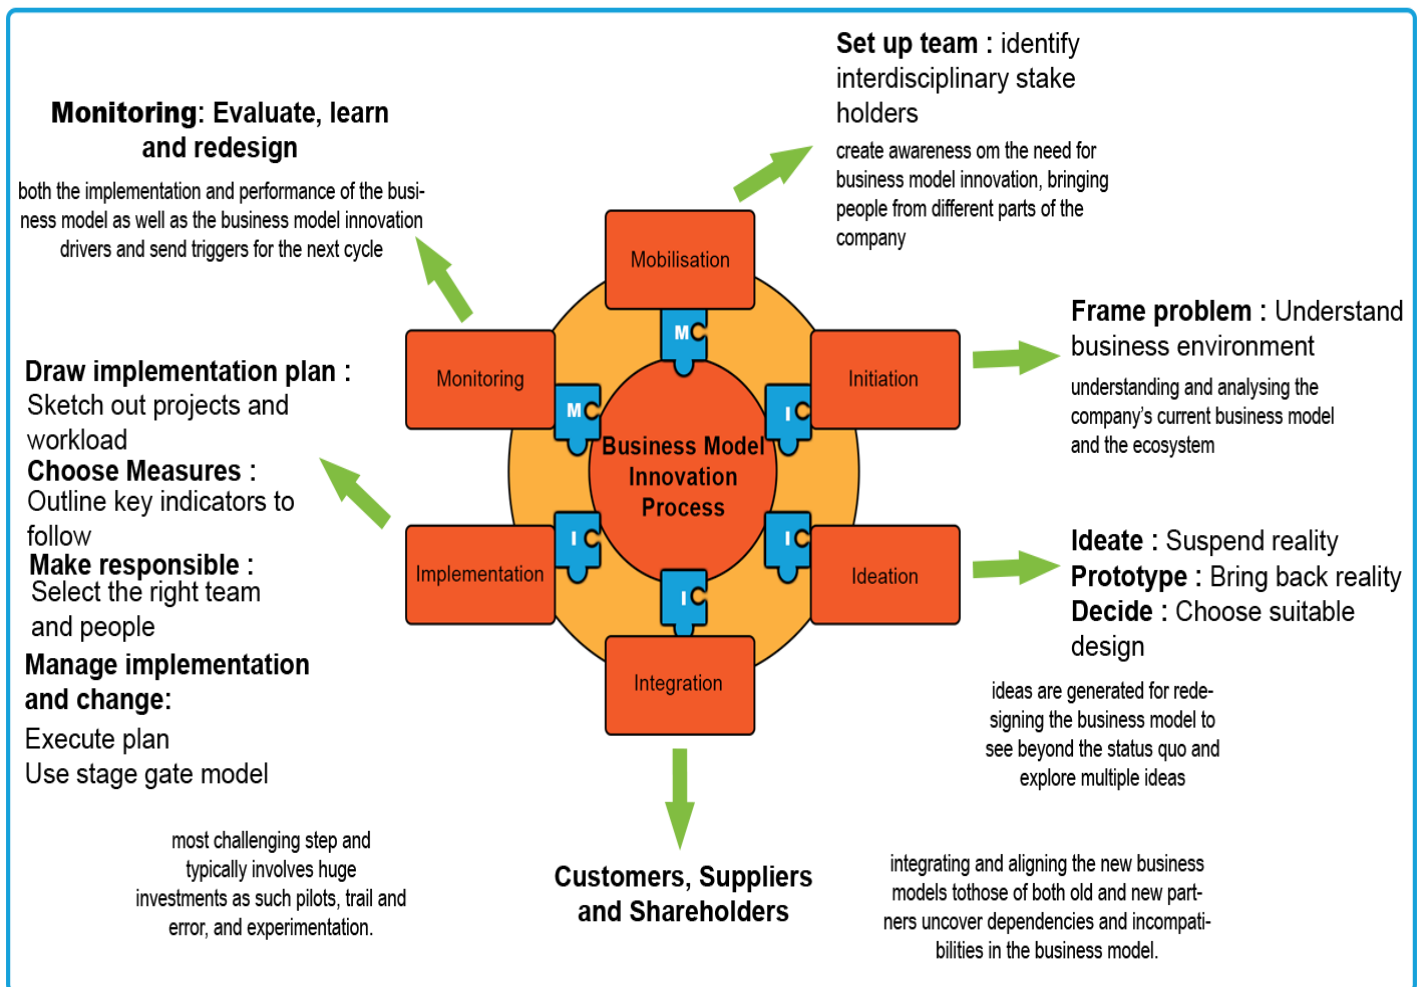 Set up team : identify
interdisciplinary stake
holders
create awareness om the need for
business model innovation, bringing
people from different parts of the
company
Monitoring: Evaluate, learn
and redesign
both the implementation and performance of the busi-
ness model as well as the business model innovation
drivers and send triggers for the next cycle
Mobilisation
M
Frame problem : Understand
business environment
understanding and analysing the
company's current business model
and the ecosystem
Monitoring
M
Initiation
I
Business Model
Innovation
Process
Draw implementation plan :
Sketch out projects and
workload
Choose Measures :
Outline key indicators to
follow
Make responsible :
Select the right team
and people
Manage implementation
and change:
Execute plan
Use stage gate model
most challenging step and
typically involves huge
investments as such pilots, trail and
error, and experimentation.
Implementation
I
Ideation
I
Ideate : Suspend reality
Prototype : Bring back reality
Decide : Choose suitable
design
ideas are generated for rede-
signing the business model to
see beyond the status quo and
explore multiple ideas
I
Integration
Customers, Suppliers
and Shareholders
integrating and aligning the new business
models tothose of both old and new part-
ners uncover dependencies and incompati-
bilities in the business model.